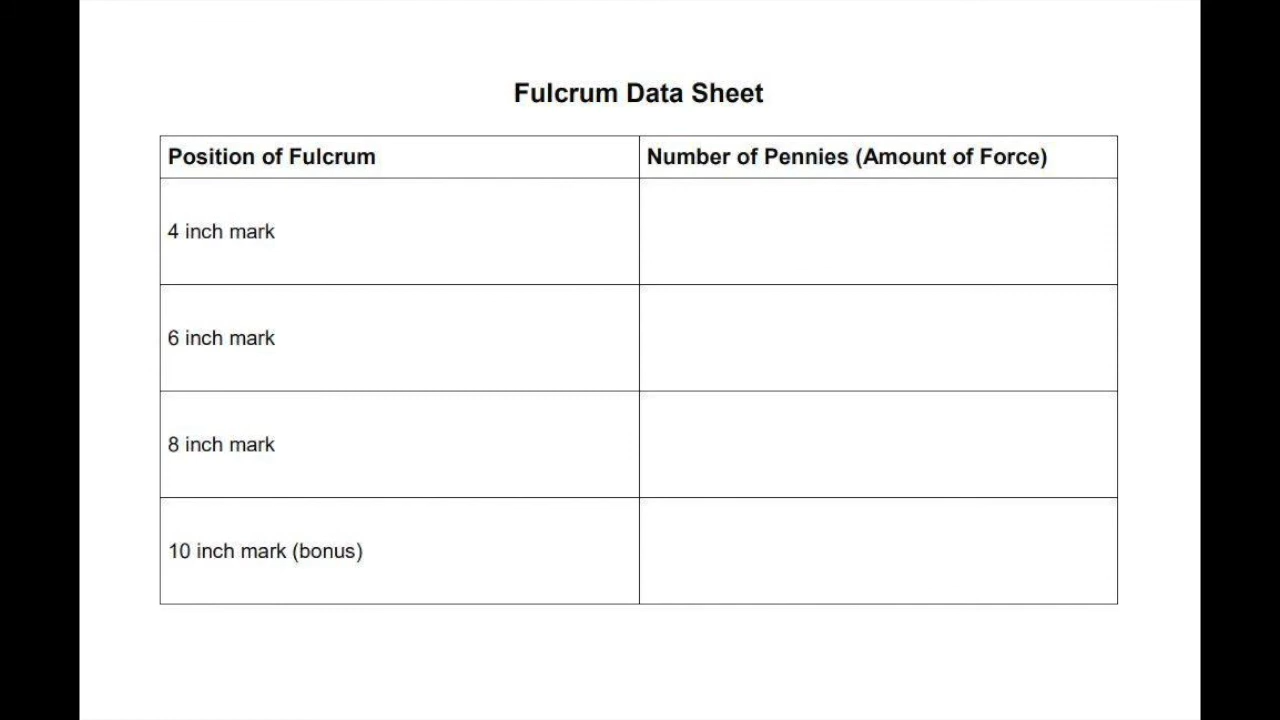 Fulcrum Data Sheet
Position of Fulcrum
Number of Pennies (Amount of Force)
4 inch mark
6 inch mark
8 inch mark
10 inch mark (bonus)